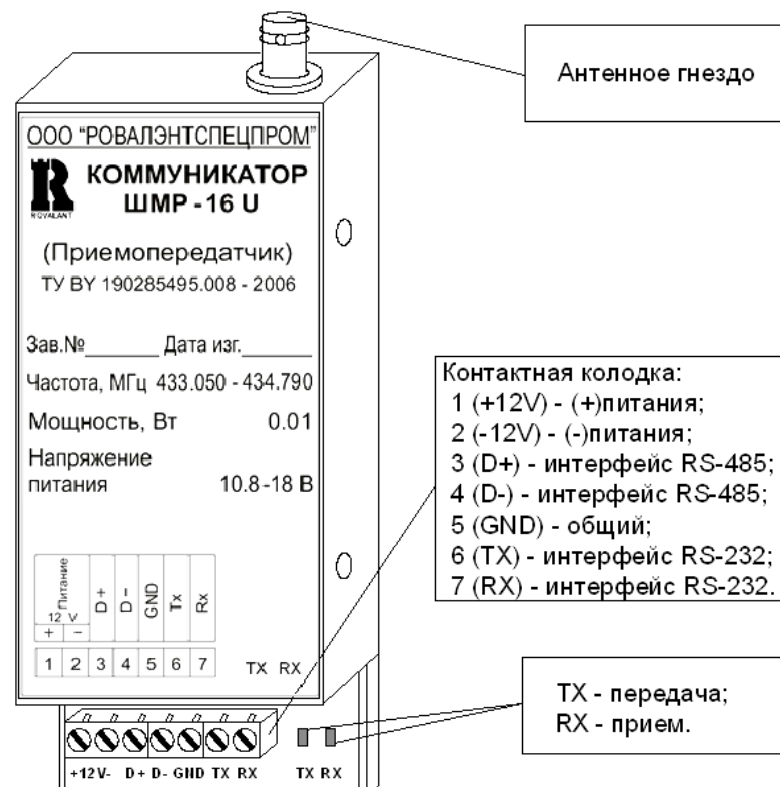 Антенное гнездо
ООО "РОВАЛЭНТСПЕЦПРОМ"
ROVALANT
КОММУНИКАТОР
ШМР -16 U
(Приемопередатчик)
ТУ BY 190285495.008 - 2006
Зав.№______ Дата изг.______
Частота, МГц 433.050 - 434.790
Мощность, Вт 0.01
Напряжение
питания 10.8 -18 В
Контактная колодка:
1 (+12V) - (+)питания;
2 (-12V) - (-)питания;
3 (D+) - интерфейс RS-485;
4 (D-) - интерфейс RS-485;
5 (GND) - общий;
6 (TX) - интерфейс RS-232;
7 (RX) - интерфейс RS-232.
Питание
12 V
+ −
D+
D−
GND
Tx
Rx
1 2 3 4 5 6 7 TX RX
TX - передача;
RX - прием.
+12V- D+ D- GND TX RX TX RX